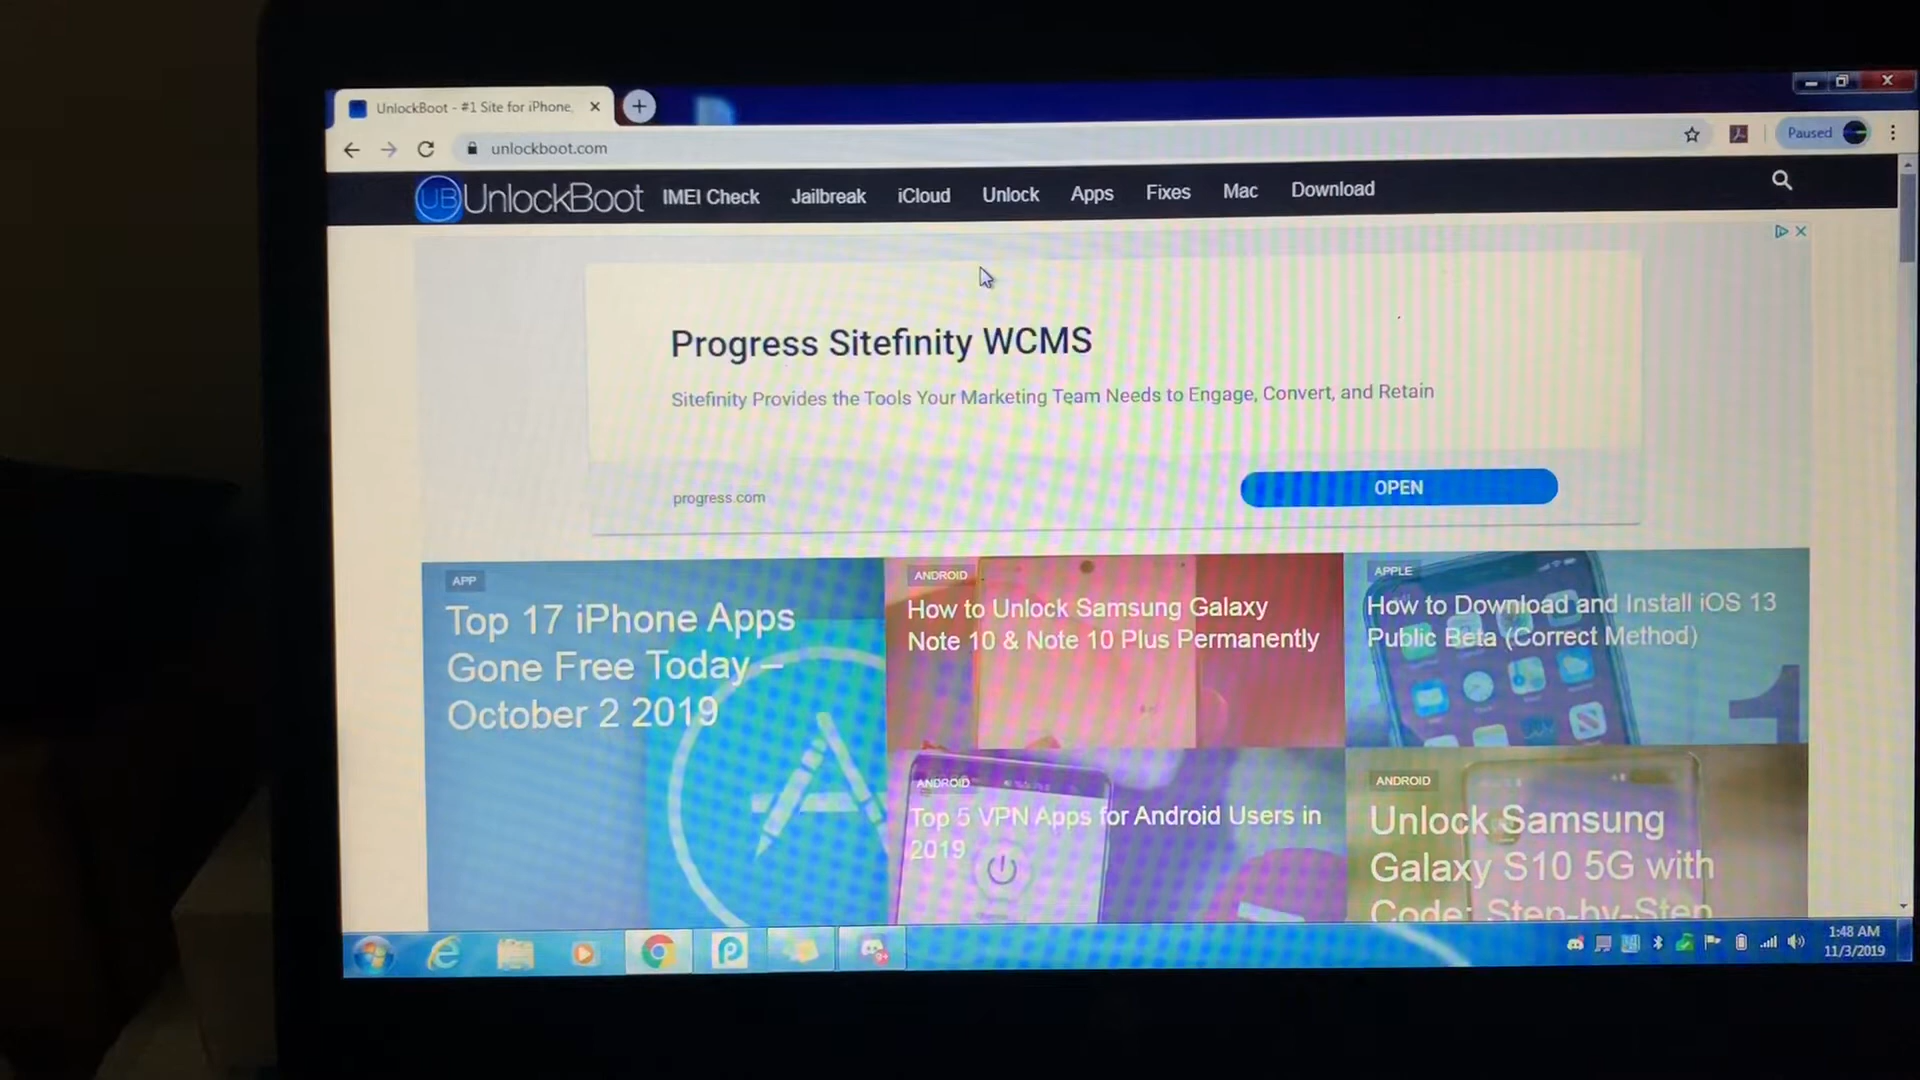 UnlockBoot - #1 Site for iPhone,
unlockboot.com
Paused
UB UnlockBoot IMEI Check Jailbreak iCloud Unlock Apps Fixes Mac Download
Progress Sitefinity WCMS
Sitefinity Provides the Tools Your Marketing Team Needs to Engage, Convert, and Retain
progress.com
OPEN
APP
Top 17 iPhone Apps
Gone Free Today –
October 2 2019
ANDROID
How to Unlock Samsung Galaxy
Note 10 & Note 10 Plus Permanently
APPLE
How to Download and Install iOS 13
Public Beta (Correct Method)
ANDROID
Top 5 VPN Apps for Android Users in
2019
ANDROID
Unlock Samsung
Galaxy S10 5G with
Code: Step-by-Step
1:48 AM
11/3/2019